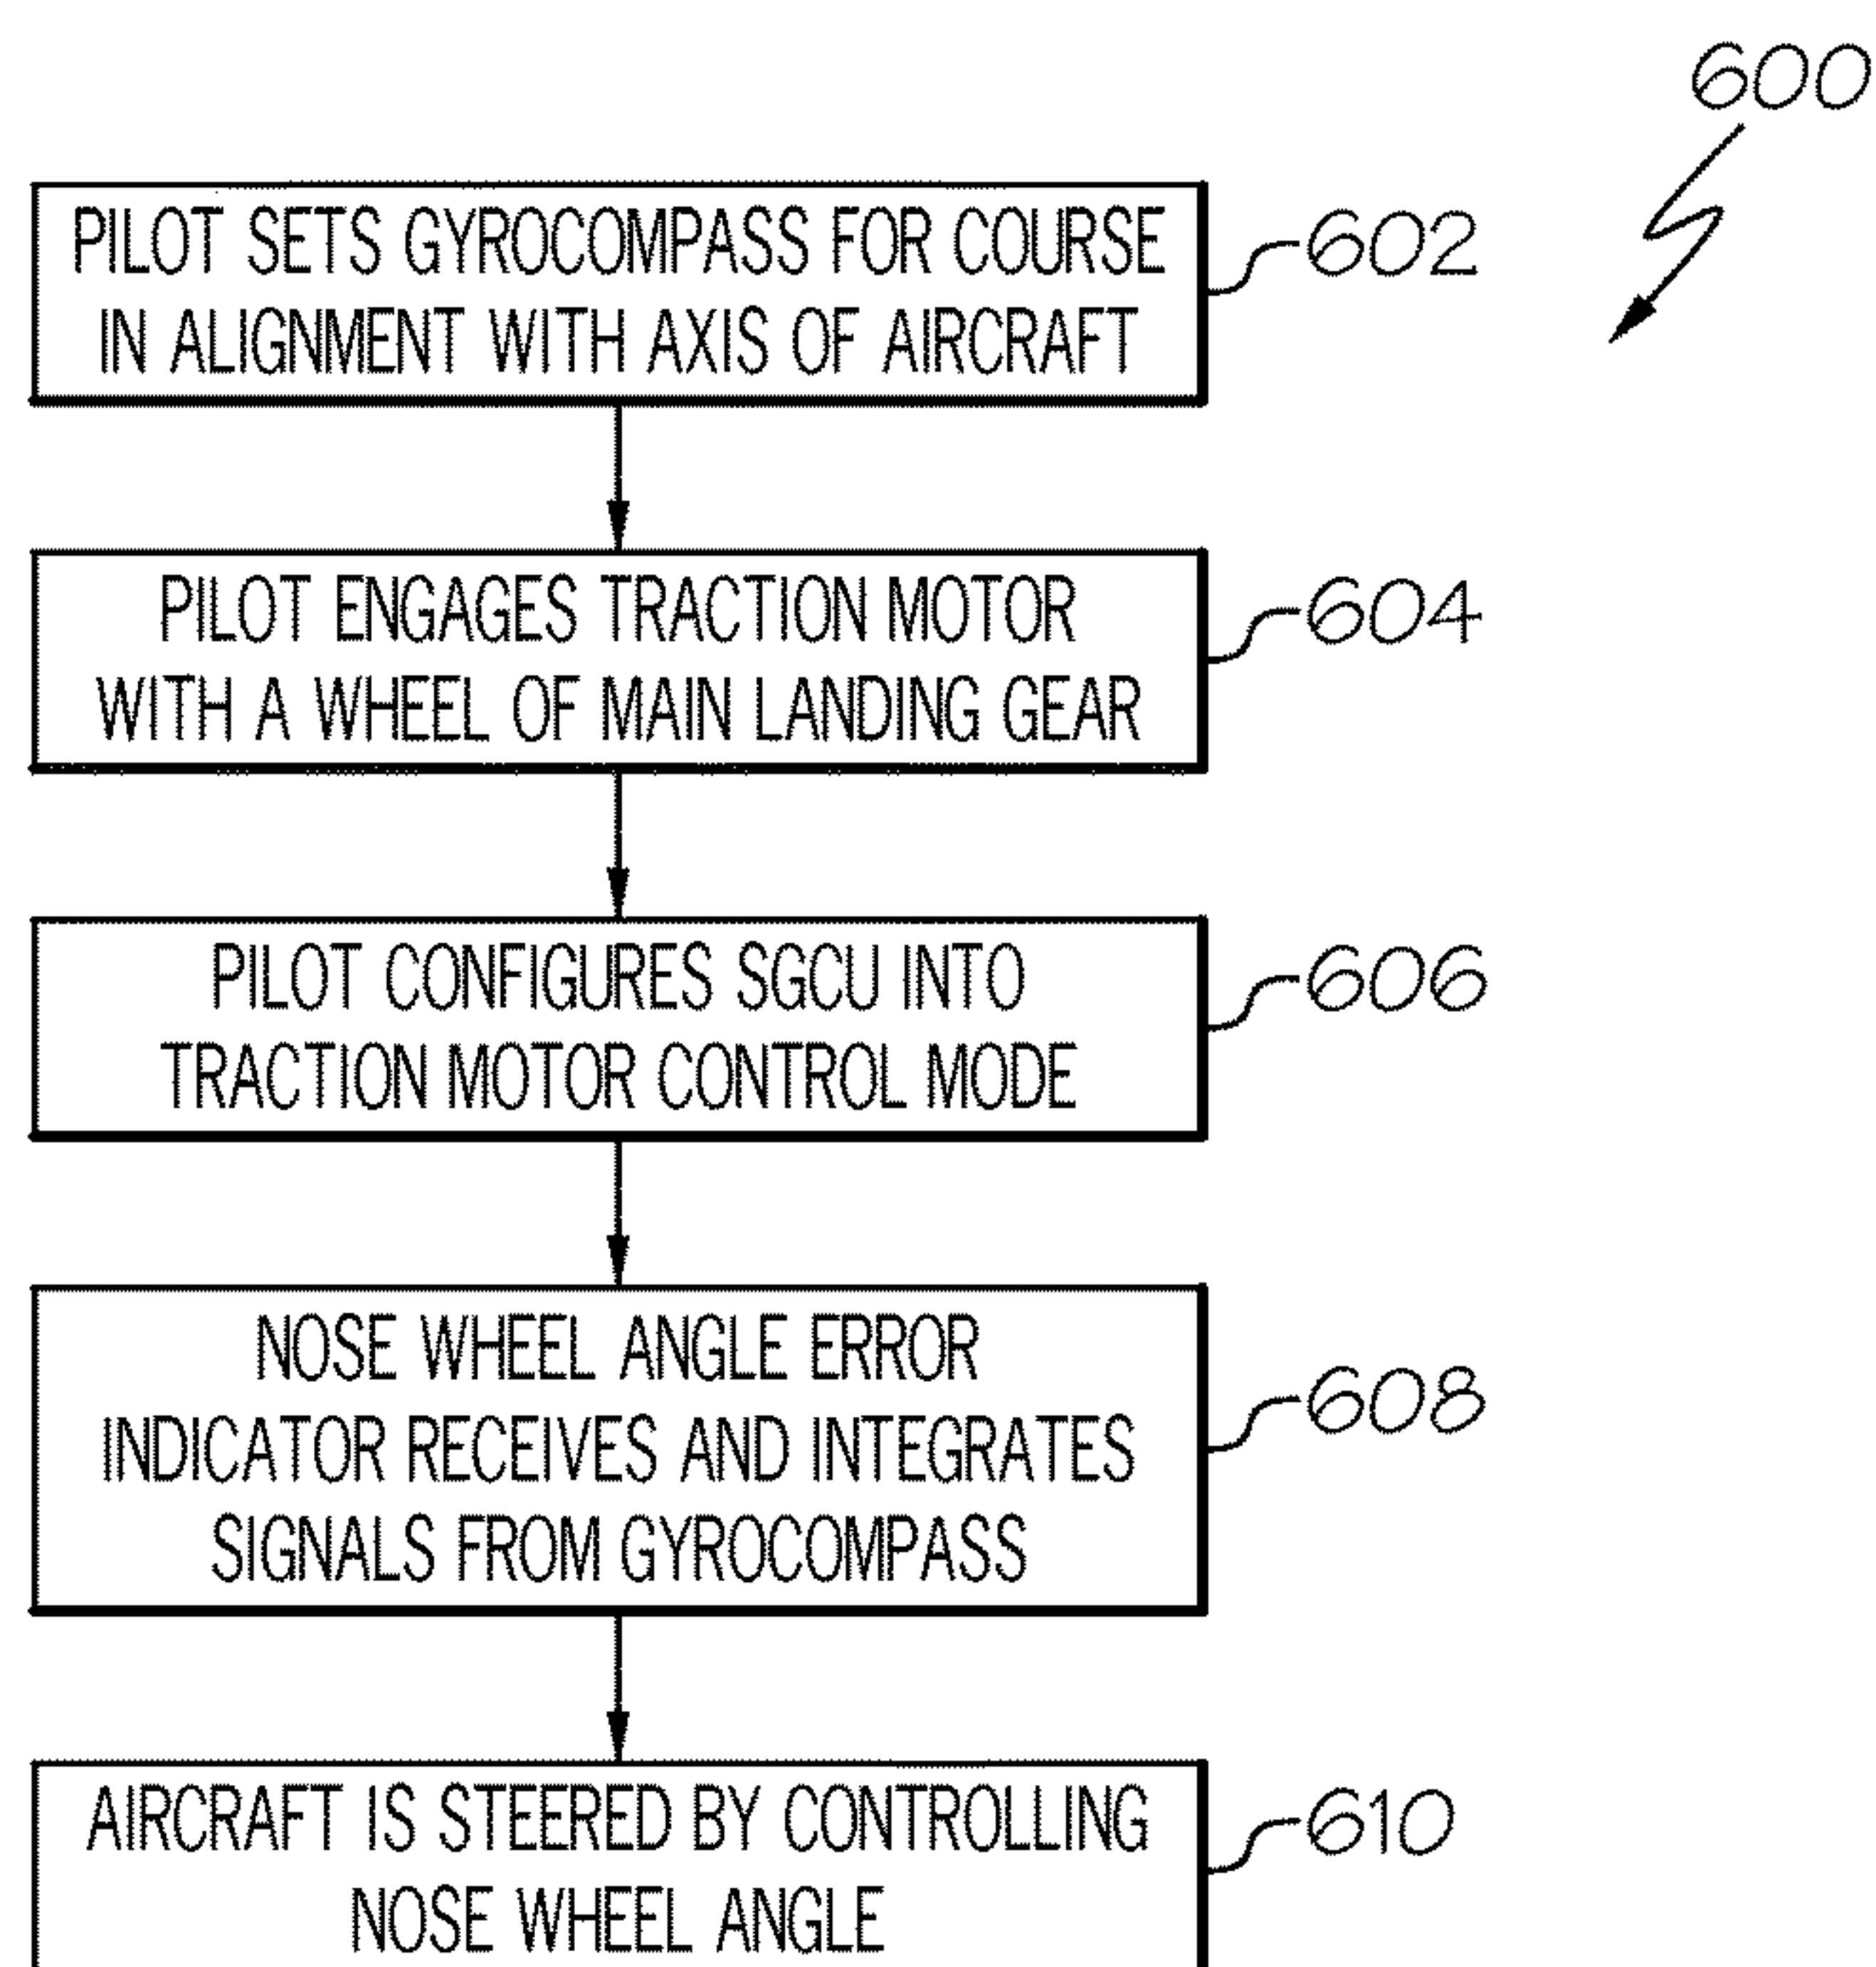 600
PILOT SETS GYROCOMPASS FOR COURSE
IN ALIGNMENT WITH AXIS OF AIRCRAFT
602
PILOT ENGAGES TRACTION MOTOR
WITH A WHEEL OF MAIN LANDING GEAR
604
PILOT CONFIGURES SGCU INTO
TRACTION MOTOR CONTROL MODE
606
NOSE WHEEL ANGLE ERROR
INDICATOR RECEIVES AND INTEGRATES
SIGNALS FROM GYROCOMPASS
608
AIRCRAFT IS STEERED BY CONTROLLING
NOSE WHEEL ANGLE
610